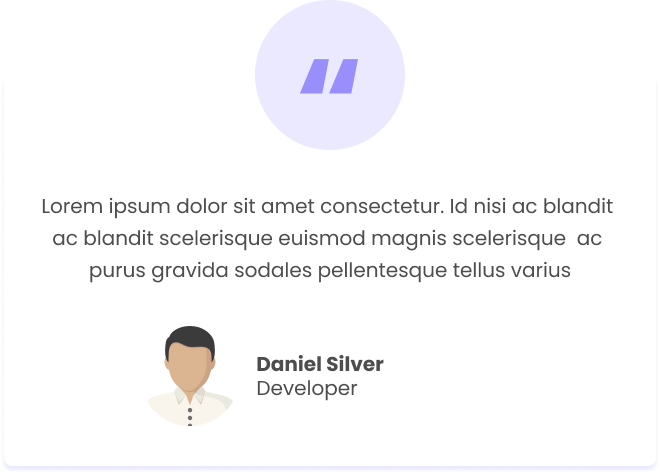 Lorem ipsum dolor sit amet consectetur. Id nisi ac blandit
ac blandit scelerisque euismod magnis scelerisque  ac
purus gravida sodales pellentesque tellus varius
Daniel Silver
Developer